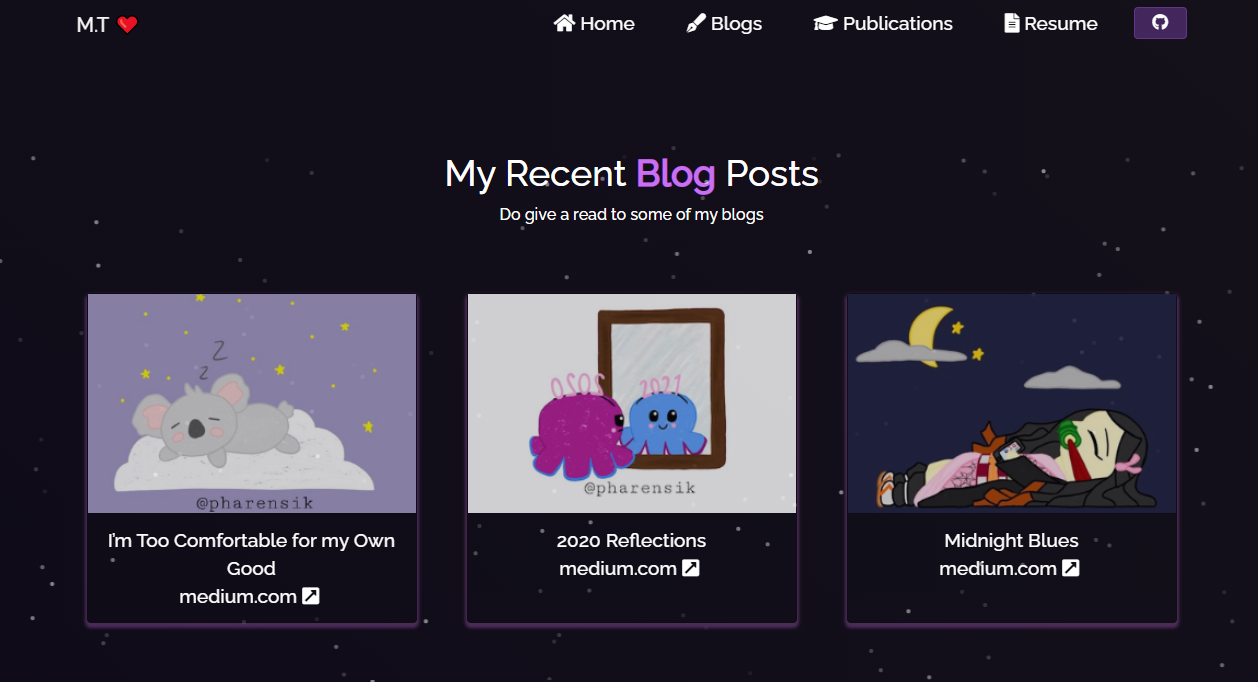 M.T ❤️
Home
Blogs
Publications
Resume
My Recent Blog Posts
Do give a read to some of my blogs
Z
z
@pharensik
I'm Too Comfortable for my Own
Good
medium.com
2020
2021
@pharensik
2020 Reflections
medium.com
Midnight Blues
medium.com